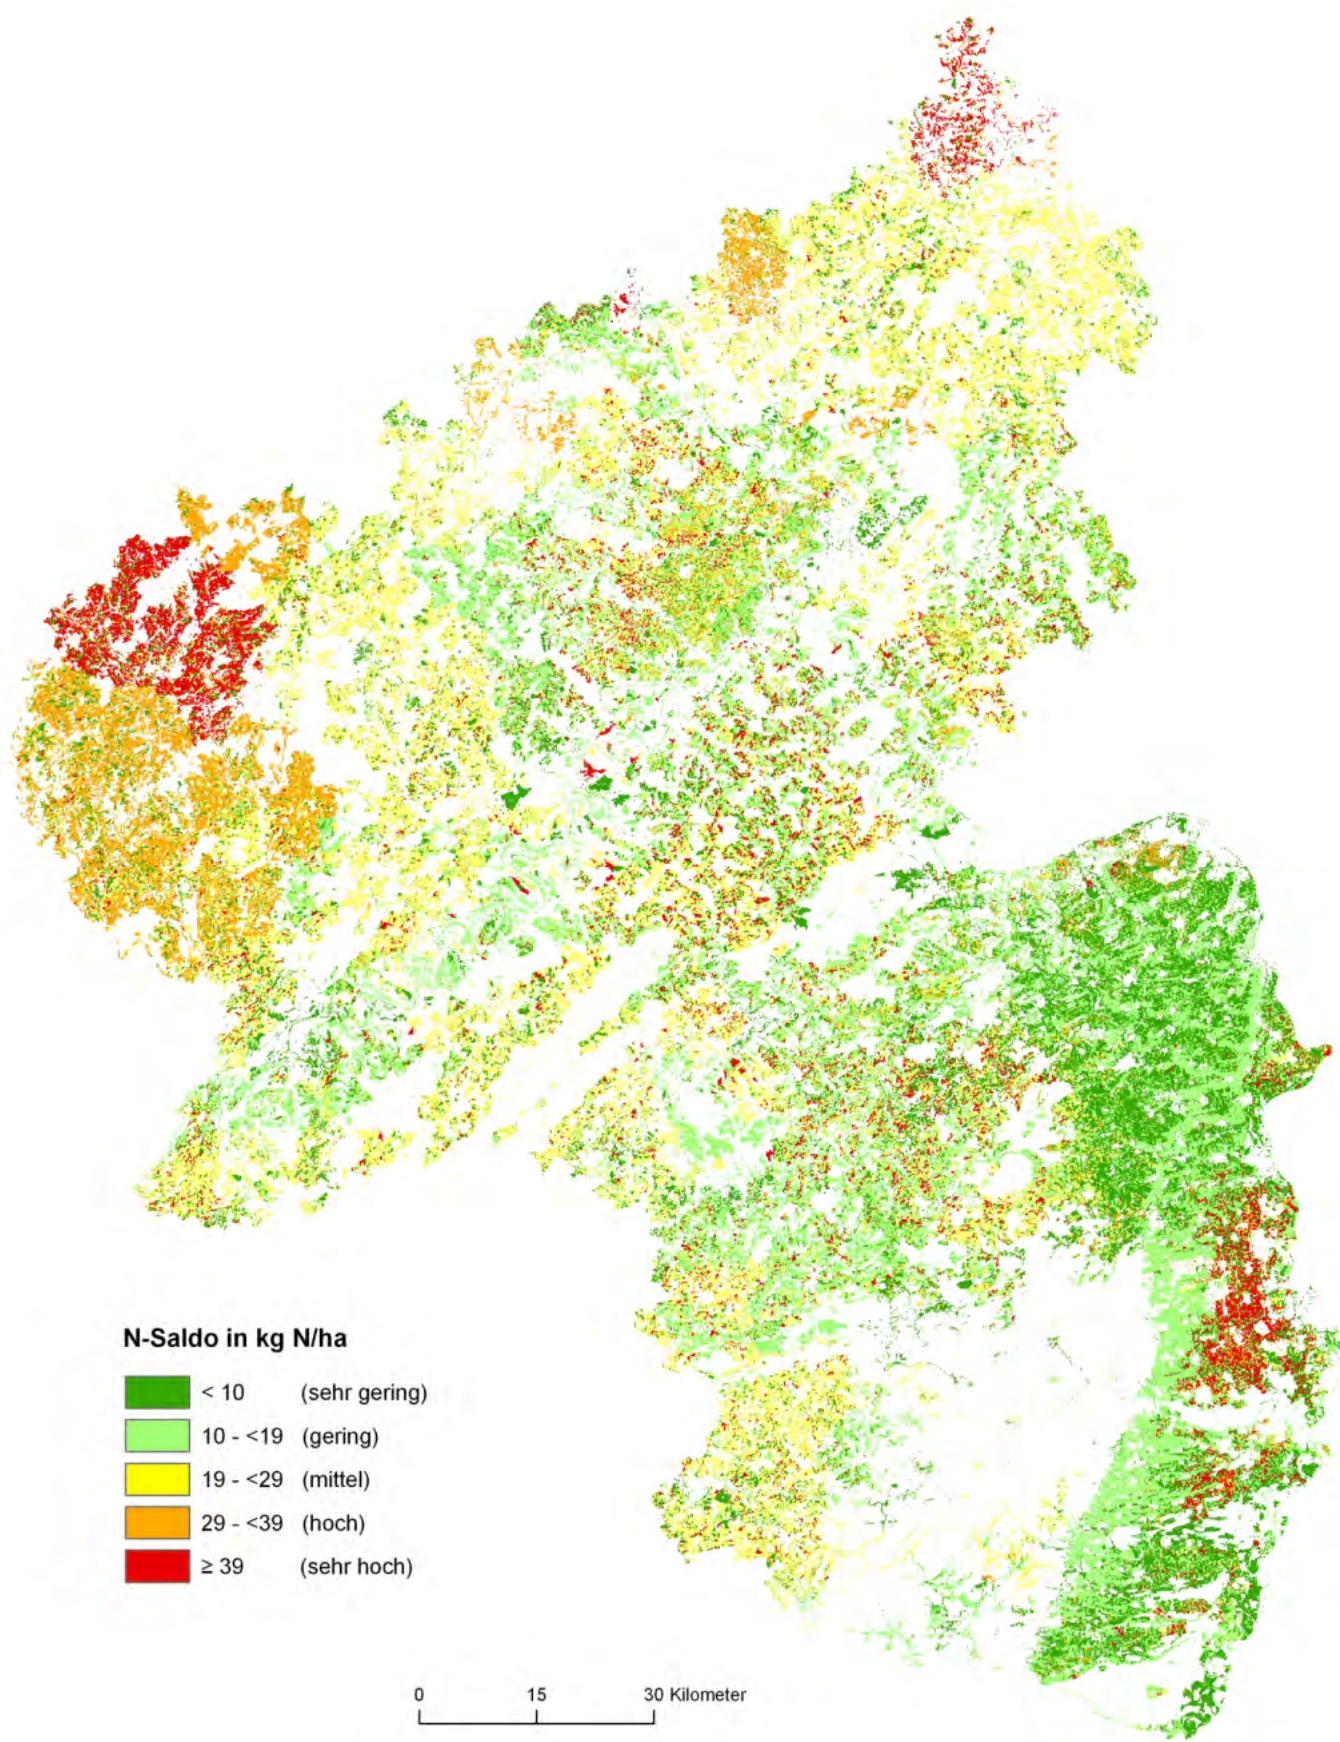 N-Saldo in kg N/ha
< 10 (sehr gering)
10 - <19 (gering)
19 - <29 (mittel)
29 - <39 (hoch)
≥ 39 (sehr hoch)
0 15 30 Kilometer